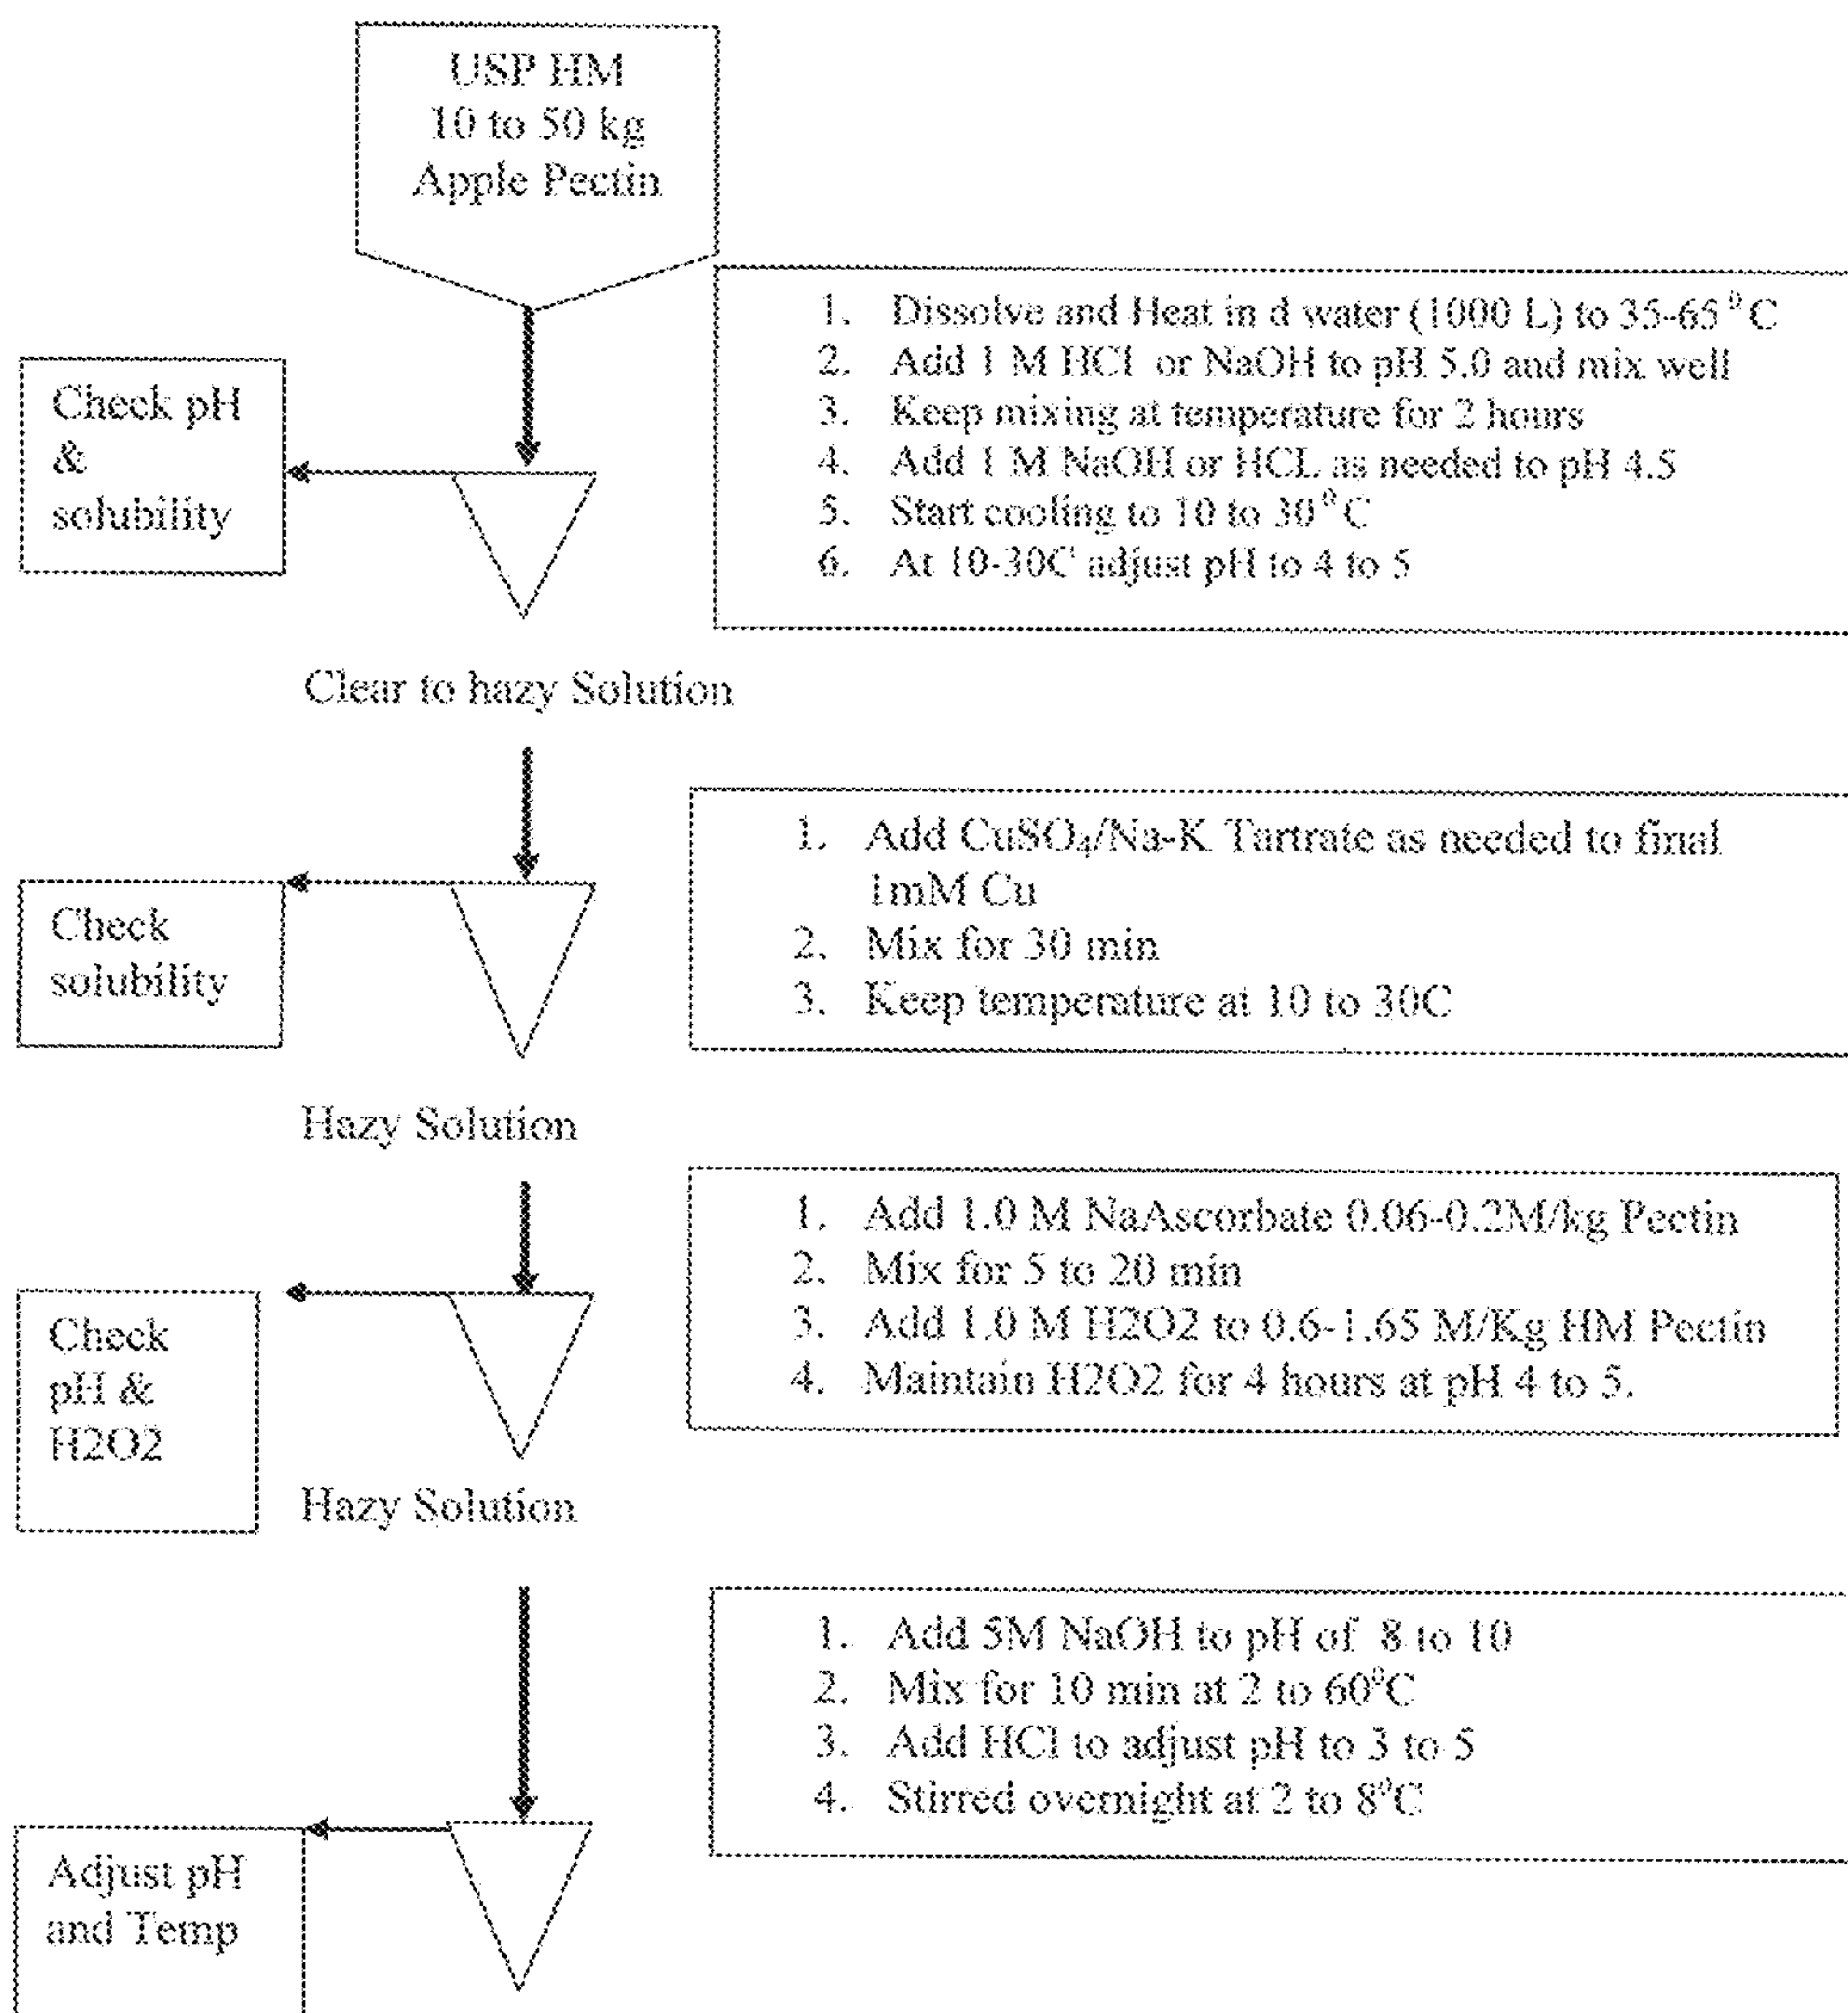 USP HM
10 to 50 kg
Apple Pectin
1. Dissolve and Heat in d water (1000 L) to 35-65⁰C
2. Add 1 M HCl or NaOH to pH 5.0 and mix well
3. Keep mixing at temperature for 2 hours
4. Add 1 M NaOH or HCL as needed to pH 4.5
5. Start cooling to 10 to 30⁰C
6. At 10-30C adjust pH to 4 to 5
Check pH
&
solubility
Clear to hazy Solution
1. Add CuSO₄/Na-K Tartrate as needed to final
1mM Cu
2. Mix for 30 min
3. Keep temperature at 10 to 30C
Check
solubility
Hazy Solution
1. Add 1.0 M NaAscorbate 0.06-0.2M/kg Pectin
2. Mix for 5 to 20 min
3. Add 1.0 M H2O2 to 0.6-1.65 M/Kg HM Pectin
4. Maintain H2O2 for 4 hours at pH 4 to 5.
Check
pH &
H2O2
Hazy Solution
1. Add 5M NaOH to pH of 8 to 10
2. Mix for 10 min at 2 to 60⁰C
3. Add HCl to adjust pH to 3 to 5
4. Stirred overnight at 2 to 8⁰C
Adjust pH
and Temp